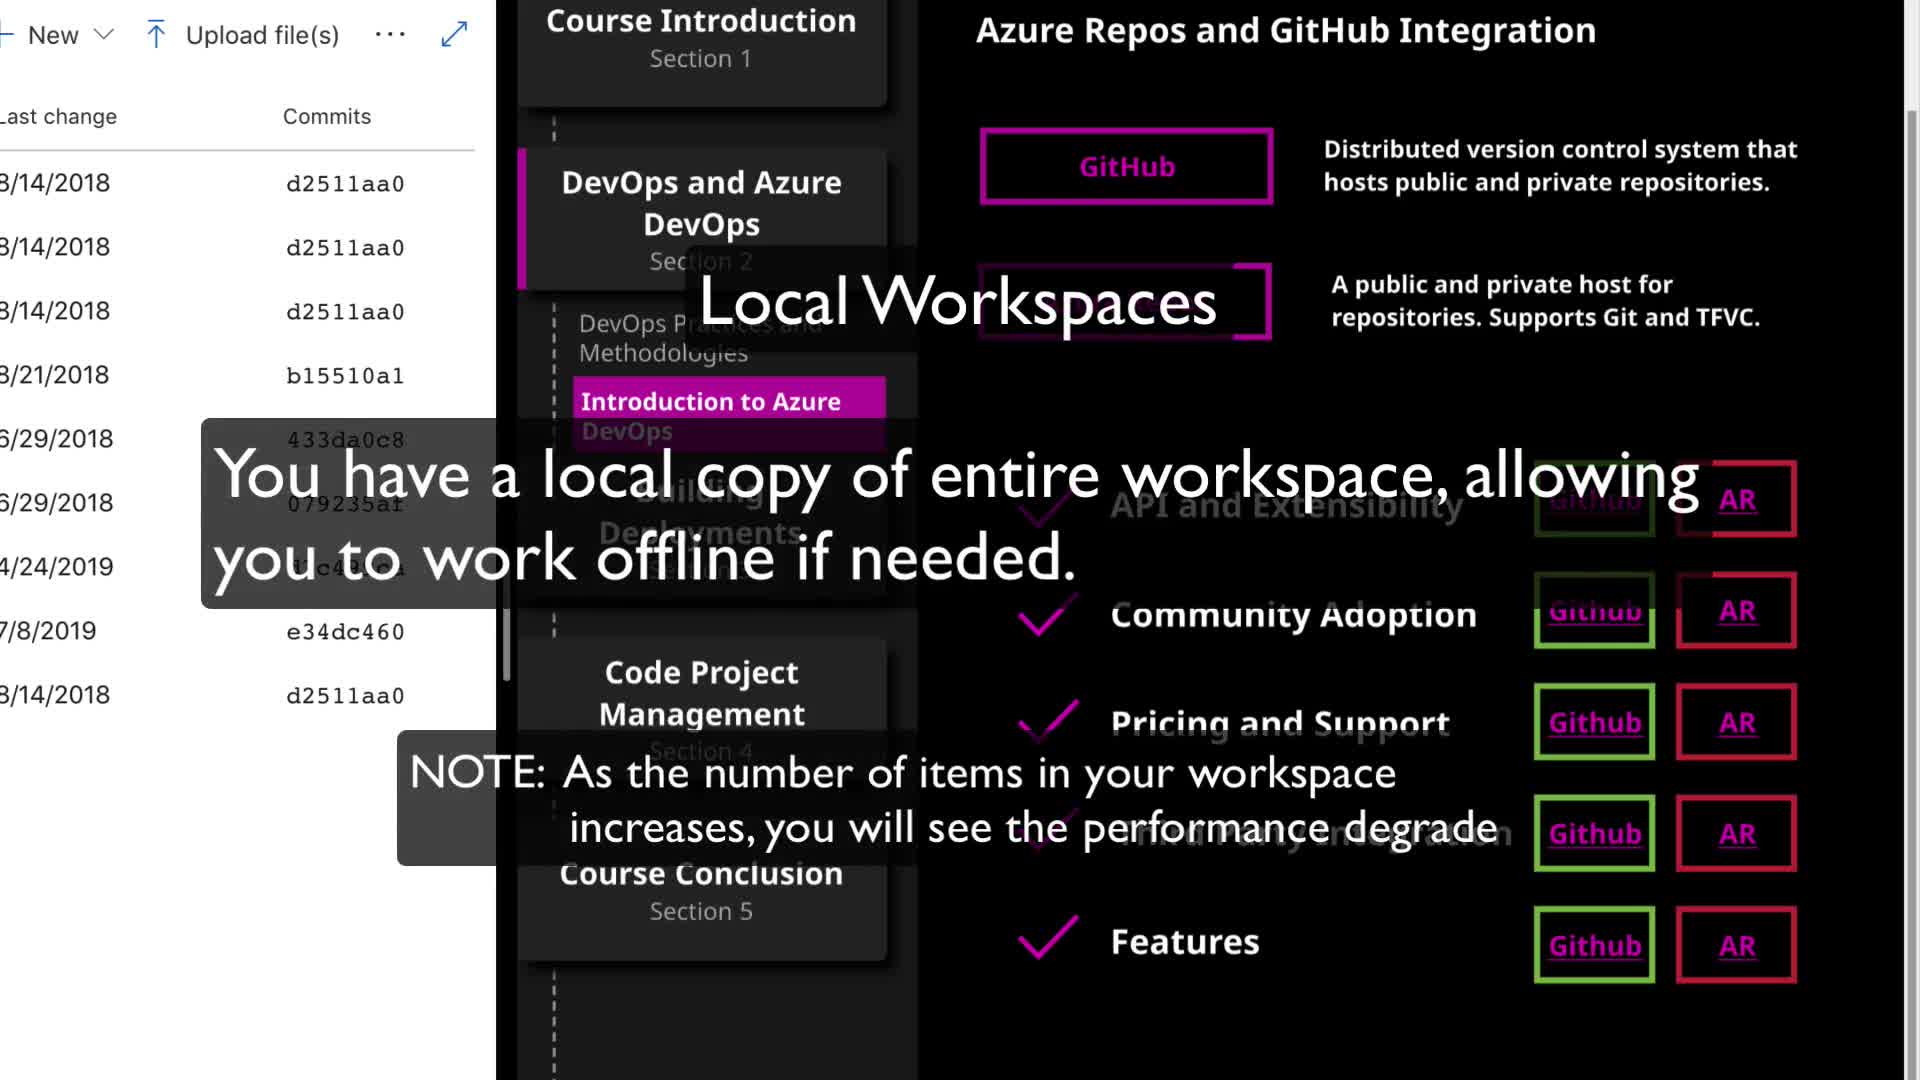 New
Upload file(s)
Last change
Commits
8/14/2018
d2511aa0
8/14/2018
d2511aa0
8/14/2018
d2511aa0
8/21/2018
b15510a1
6/29/2018
433da0c8
6/29/2018
079235af
4/24/2019
7/8/2019
e34dc460
8/14/2018
d2511aa0
Course Introduction
Section 1
DevOps and Azure
DevOps
Section 2
DevOps Practices and
Methodologies
Introduction to Azure
DevOps
Building
Deployments
Code Project
Management
Section 4
Course Conclusion
Section 5
Azure Repos and GitHub Integration
GitHub
Distributed version control system that
hosts public and private repositories.
A public and private host for
repositories. Supports Git and TFVC.
API and Extensibility
Github
AR
Community Adoption
Github
AR
Pricing and Support
Github
AR
Third Party Integration
Github
AR
Features
Github
AR
Local Workspaces
You have a local copy of entire workspace, allowing
you to work offline if needed.
NOTE: As the number of items in your workspace
increases, you will see the performance degrade